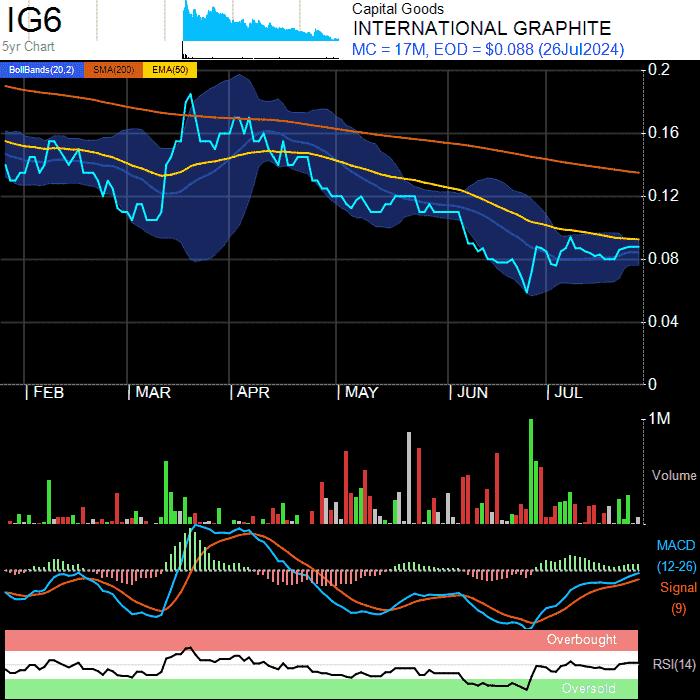 IG6
5yr Chart
Capital Goods
INTERNATIONAL GRAPHITE
MC = 17M, EOD = $0.088 (26Jul2024)
BollBands(20,2) SMA(200) EMA(50)
0.2
0.16
0.12
0.08
0.04
0
FEB MAR APR MAY JUN JUL
1M
Volume
MACD
(12-26)
Signal
(9)
Overbought
RSI(14)
Oversold